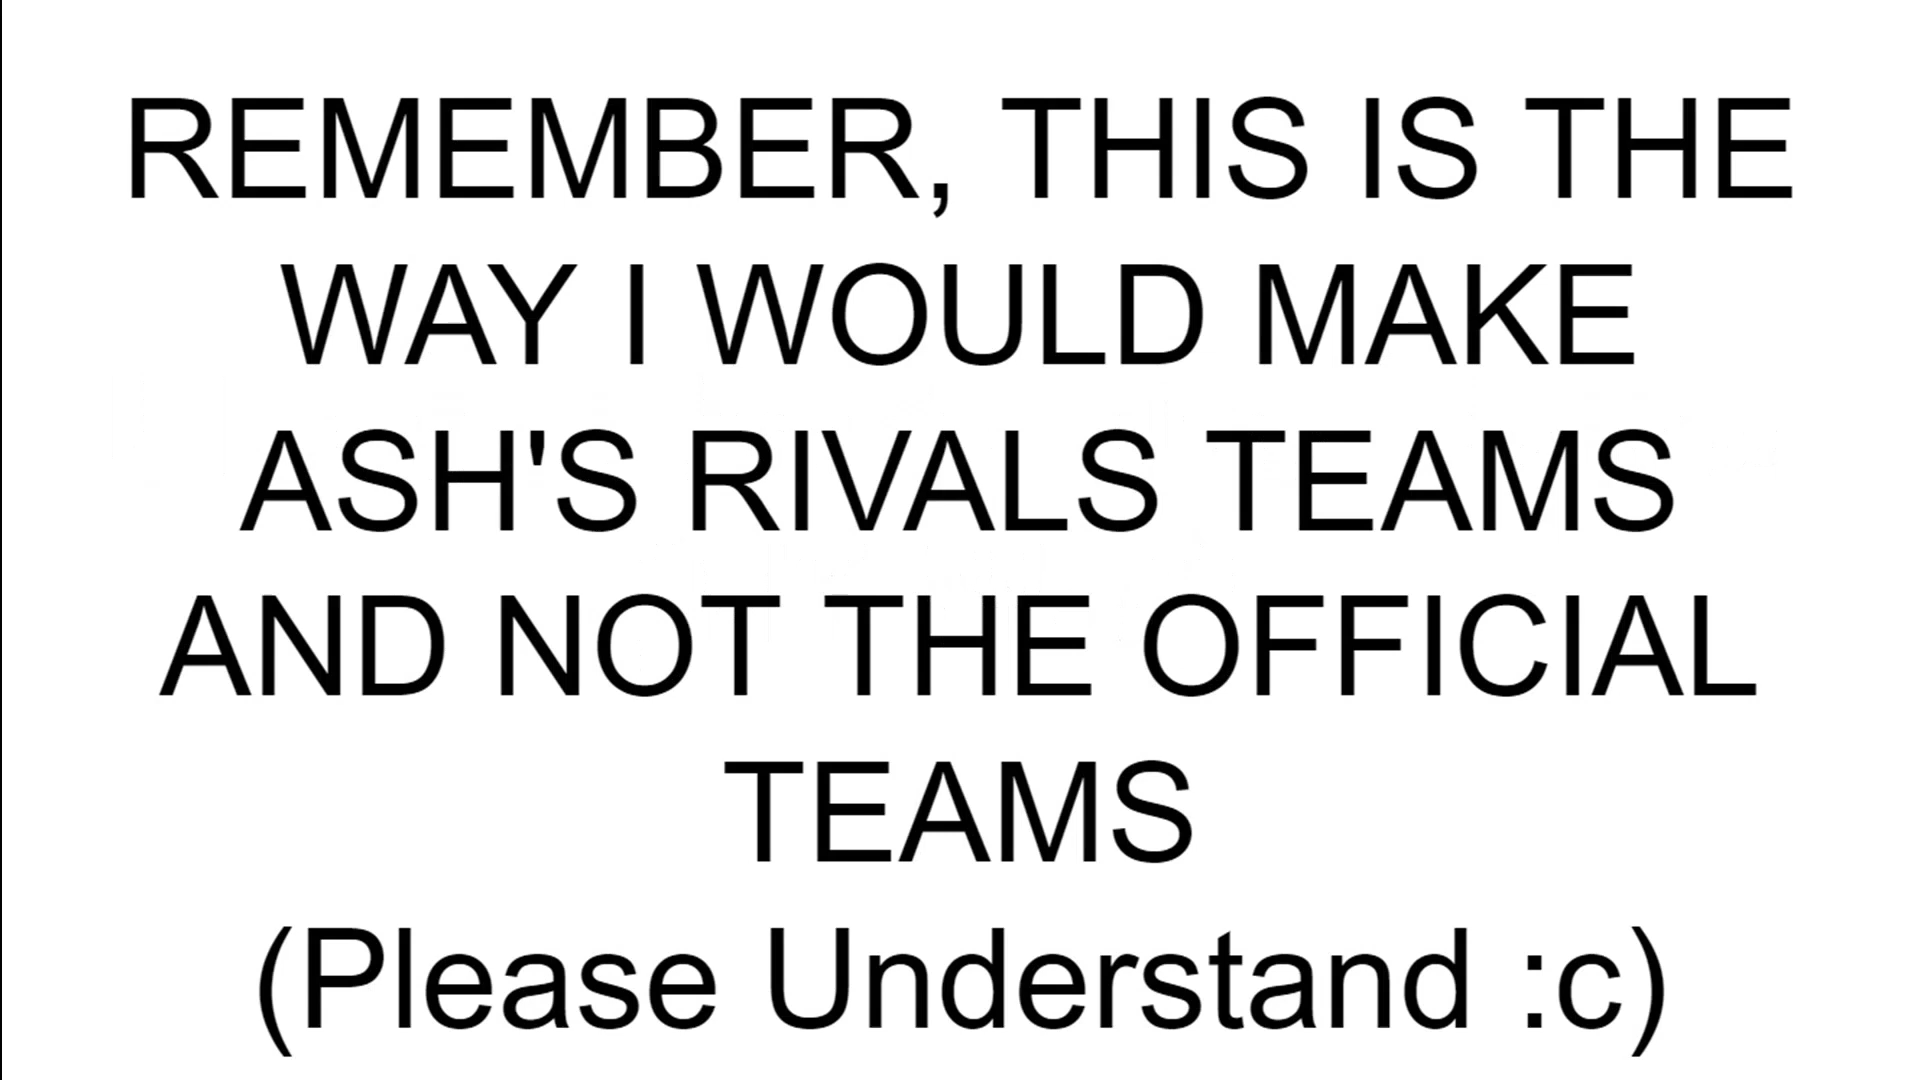 REMEMBER, THIS IS THE
WAY I WOULD MAKE
ASH'S RIVALS TEAMS
AND NOT THE OFFICIAL
TEAMS
(Please Understand :c)